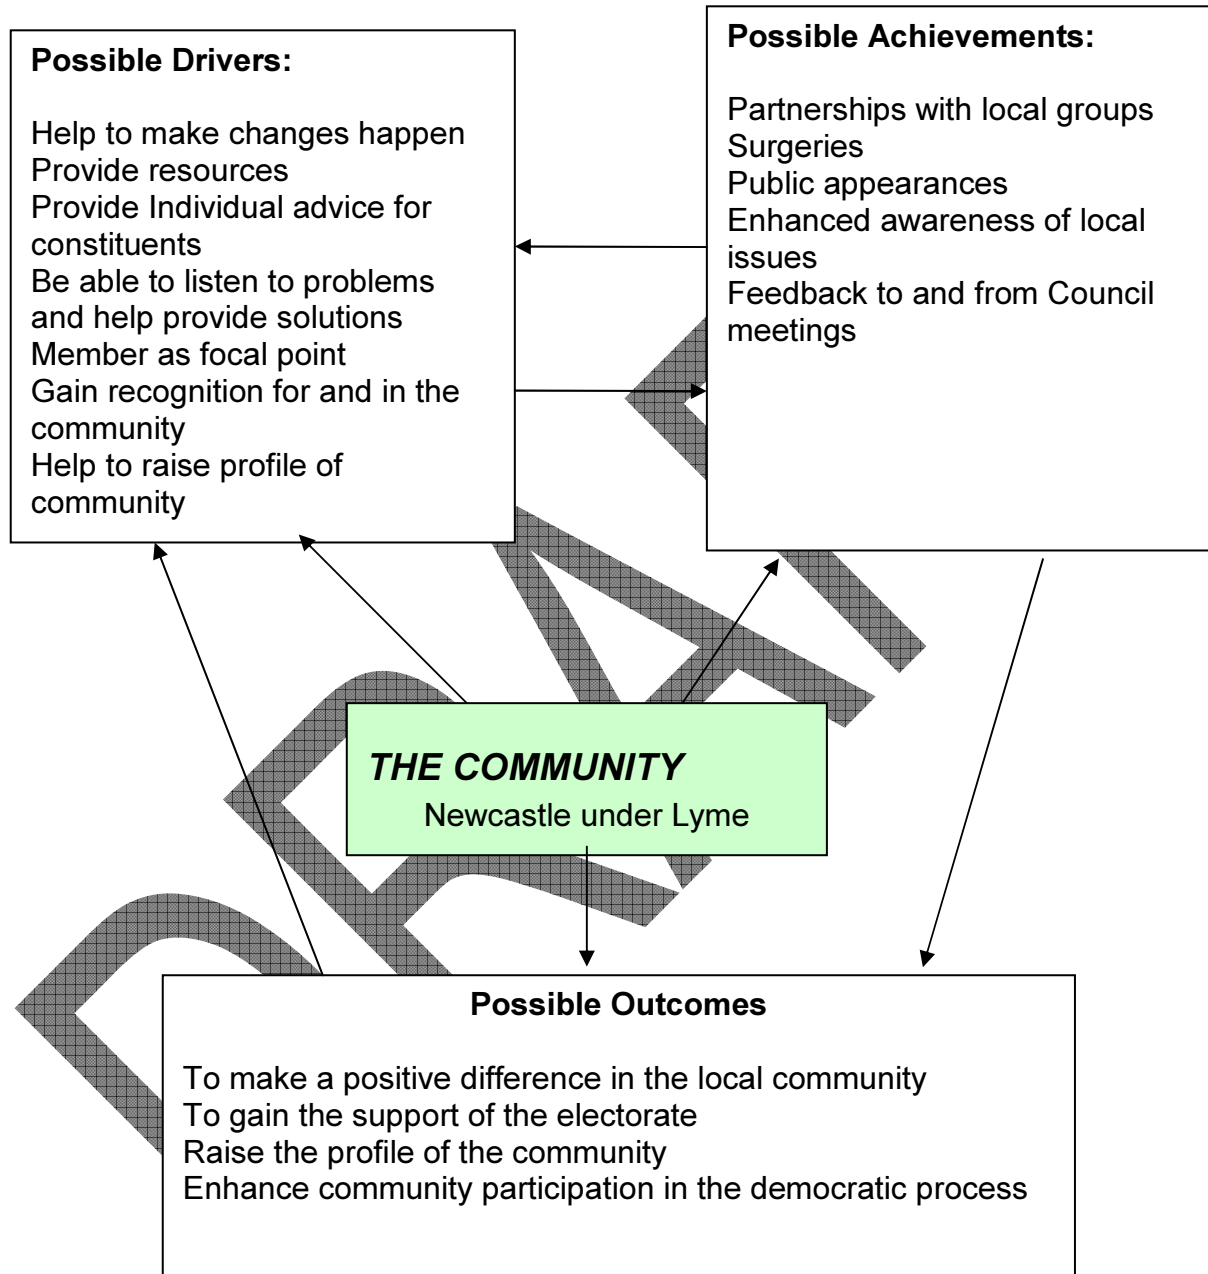 Possible Drivers:
Help to make changes happen
Provide resources
Provide Individual advice for
constituents
Be able to listen to problems
and help provide solutions
Member as focal point
Gain recognition for and in the
community
Help to raise profile of
community
Possible Achievements:
Partnerships with local groups
Surgeries
Public appearances
Enhanced awareness of local
issues
Feedback to and from Council
meetings
THE COMMUNITY
Newcastle under Lyme
Possible Outcomes
To make a positive difference in the local community
To gain the support of the electorate
Raise the profile of the community
Enhance community participation in the democratic process
DRAFT